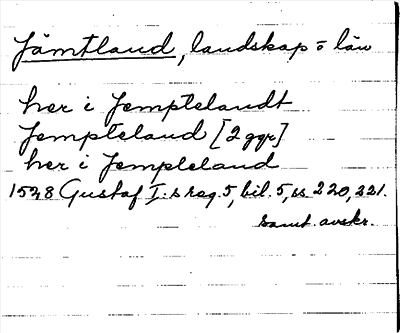 Jämtland, landskap o län
her i Jemptelandt
Jempteland [2 ggr]
her i Jempteland
1528 Gustaf I:s reg. 5, bil. 5, ss 220, 221.
samt. avskr.